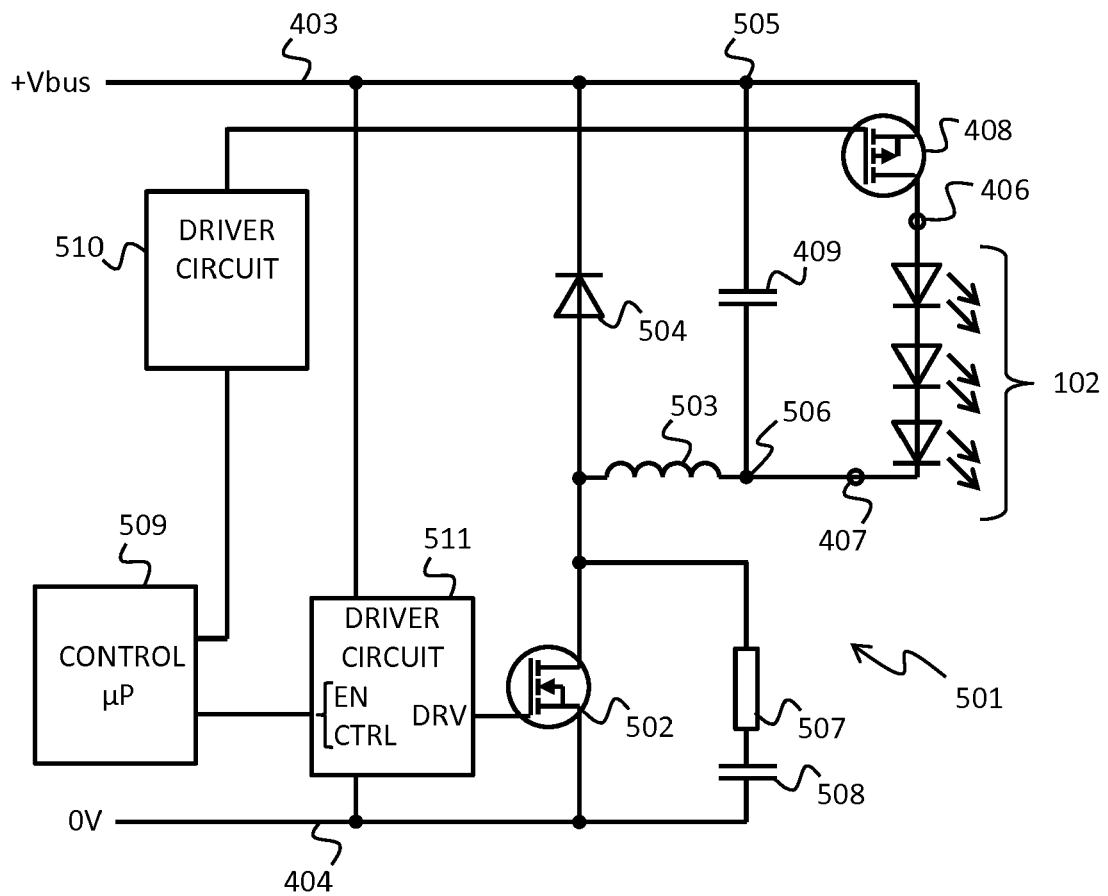 403
505
+Vbus
408
406
DRIVER
CIRCUIT
510
409
504
102
503
506
407
509
511
DRIVER
CIRCUIT
CONTROL
µP
EN
CTRL
DRV
502
507
501
508
0V
404